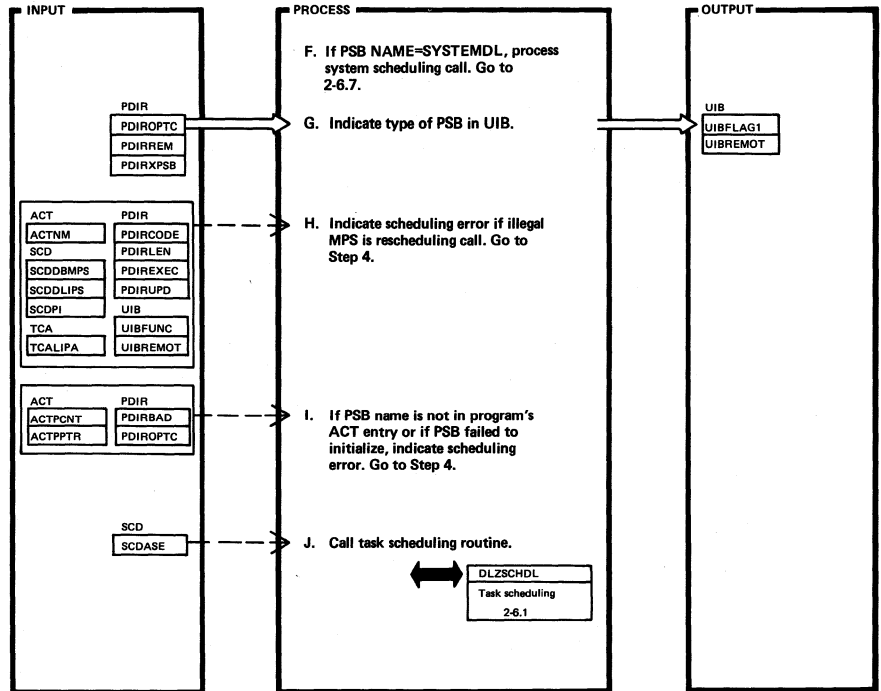 INPUT
PROCESS
OUTPUT
F. If PSB NAME=SYSTEMDL, process
system scheduling call. Go to
2-6.7.
PDIR
PDIROPTC
PDIRREM
PDIRXPSB
G. Indicate type of PSB in UIB.
UIB
UIBFLAG1
UIBREMOT
ACT
ACTNM
SCD
SCDDBMPS
SCDDLIPS
SCDPI
TCA
TCALIPA
PDIR
PDIRCODE
PDIRLEN
PDIREXEC
PDIRUPD
UIB
UIBFUNC
UIBREMOT
H. Indicate scheduling error if illegal
MPS is rescheduling call. Go to
Step 4.
ACT
ACTPCNT
ACTPPTR
PDIR
PDIRBAD
PDIROPTC
I. If PSB name is not in program's
ACT entry or if PSB failed to
initialize, indicate scheduling
error. Go to Step 4.
SCD
SCDASE
J. Call task scheduling routine.
DLZSCHDL
Task scheduling
2-6.1